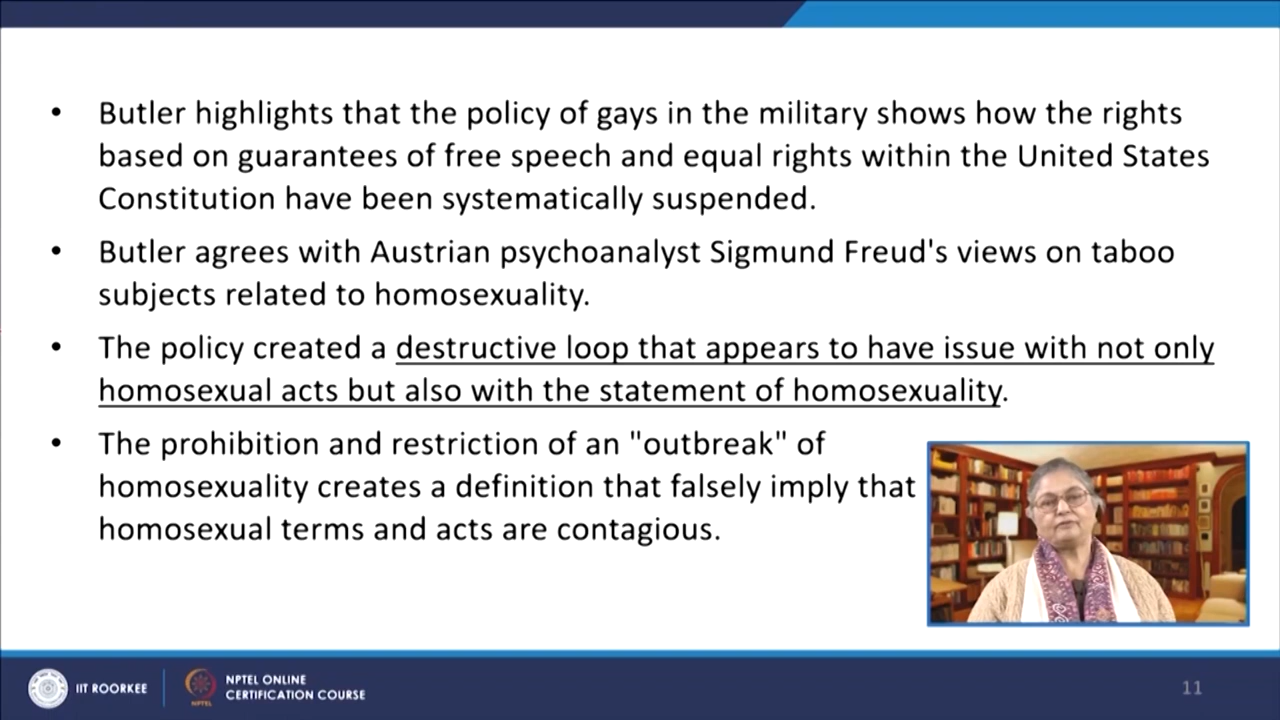 • Butler highlights that the policy of gays in the military shows how the rights
based on guarantees of free speech and equal rights within the United States
Constitution have been systematically suspended.
• Butler agrees with Austrian psychoanalyst Sigmund Freud's views on taboo
subjects related to homosexuality.
• The policy created a destructive loop that appears to have issue with not only
homosexual acts but also with the statement of homosexuality.
• The prohibition and restriction of an "outbreak" of
homosexuality creates a definition that falsely imply that
homosexual terms and acts are contagious.
IIT ROORKEE
NPTEL
NPTEL ONLINE
CERTIFICATION COURSE
11